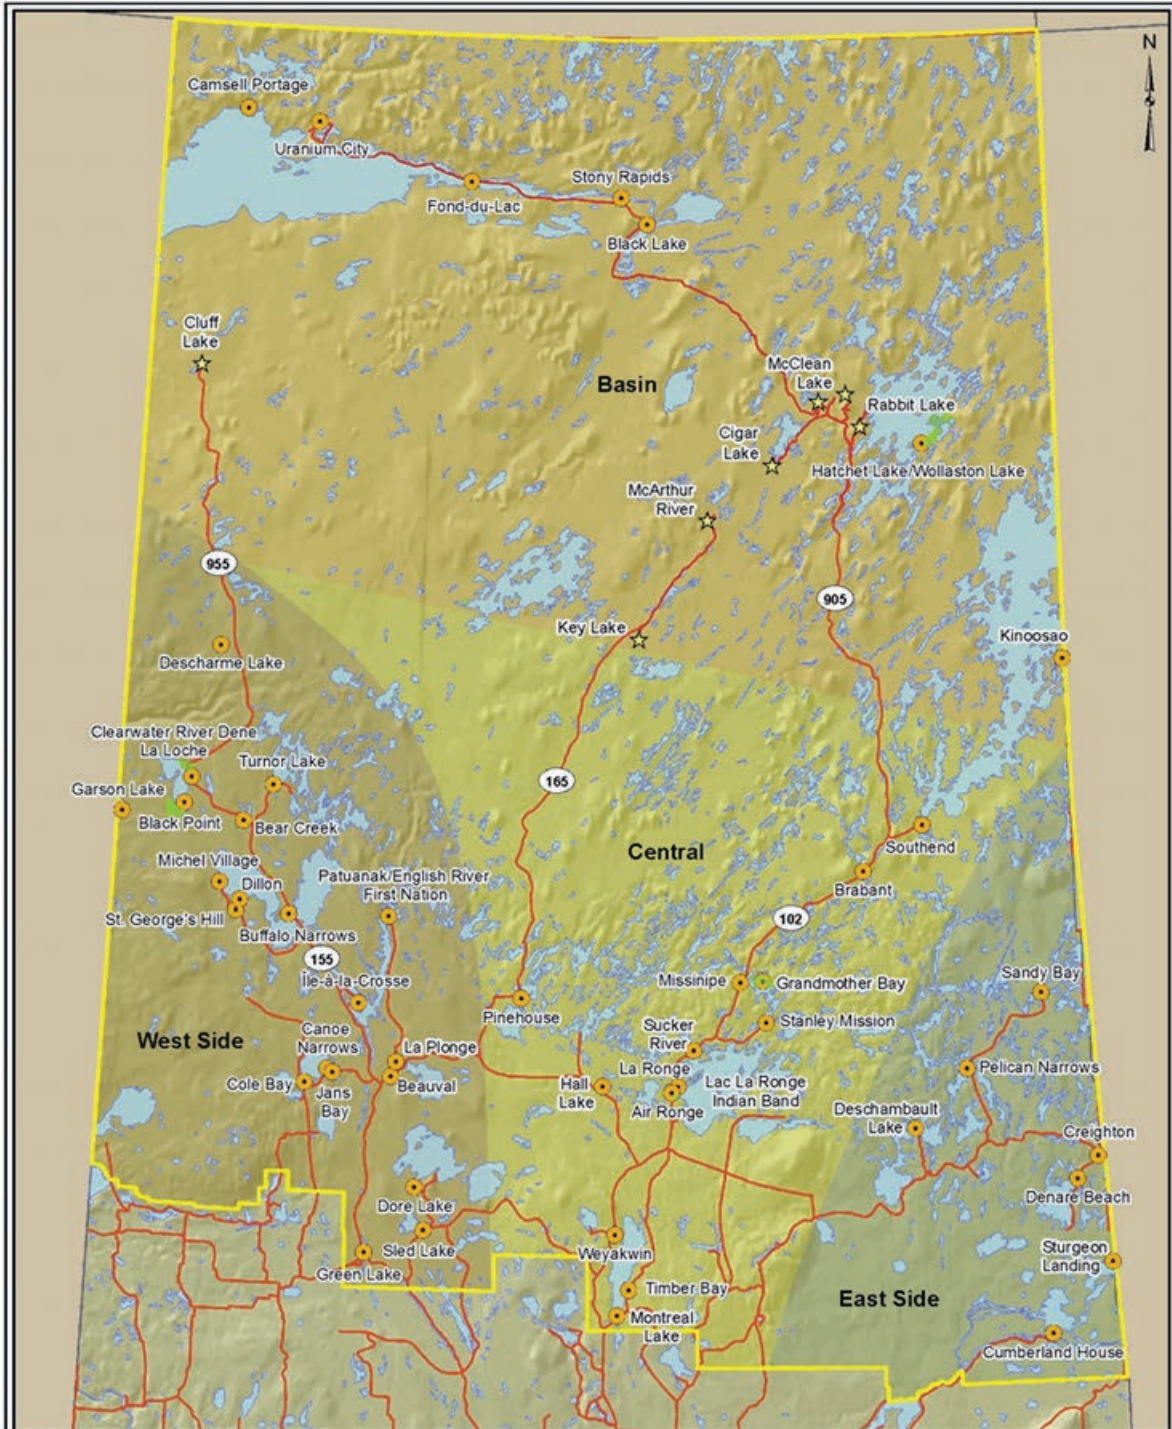 N
Camsell Portage
Uranium City
Stony Rapids
Fond-du-Lac
Black Lake
Cluff
Lake
McClean
Lake
Basin
Rabbit Lake
Cigar
Lake
Hatchet Lake/Wollaston Lake
McArthur
River
955
905
Key Lake
Kinoosao
Descharme Lake
Clearwater River Dene
La Loche
Turnor Lake
165
Garson Lake
Black Point
Bear Creek
Southend
Central
Michel Village
Dillon
Patuanak/English River
First Nation
Brabant
St. George's Hill
Buffalo Narrows
102
155
Île-à-la-Crosse
Missinipe
Grandmother Bay
Sandy Bay
Pinehouse
Stanley Mission
West Side
Canoe
Narrows
Sucker
River
La Plonge
La Ronge
Pelican Narrows
Cole Bay
Jans
Bay
Beauval
Hall
Lake
Lac La Ronge
Indian Band
Air Ronge
Deschambault
Lake
Creighton
Dore Lake
Denare Beach
Sled Lake
Weyakwin
Green Lake
Sturgeon
Landing
Timber Bay
East Side
Montreal
Lake
Cumberland House